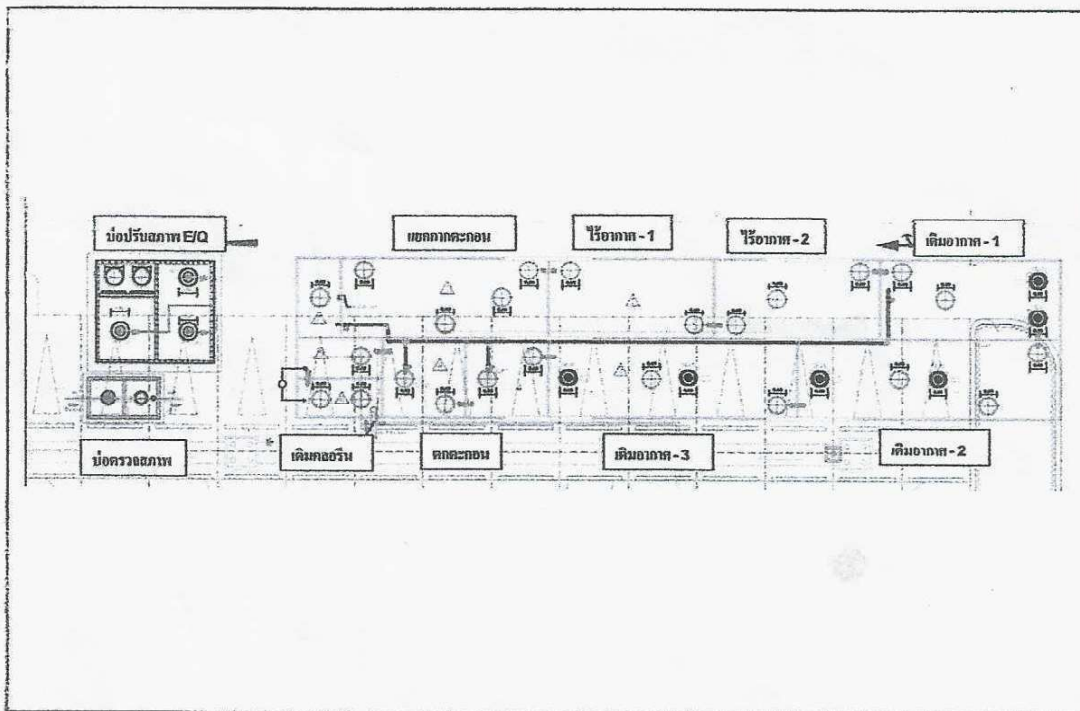 บ่อปรับสภาพ E/Q
แยกกากตะกอน
ไร้อากาศ - 1
ไร้อากาศ - 2
เติมอากาศ - 1
บ่อตรวจสภาพ
เติมคลอรีน
ตกตะกอน
เติมอากาศ - 3
เติมอากาศ - 2